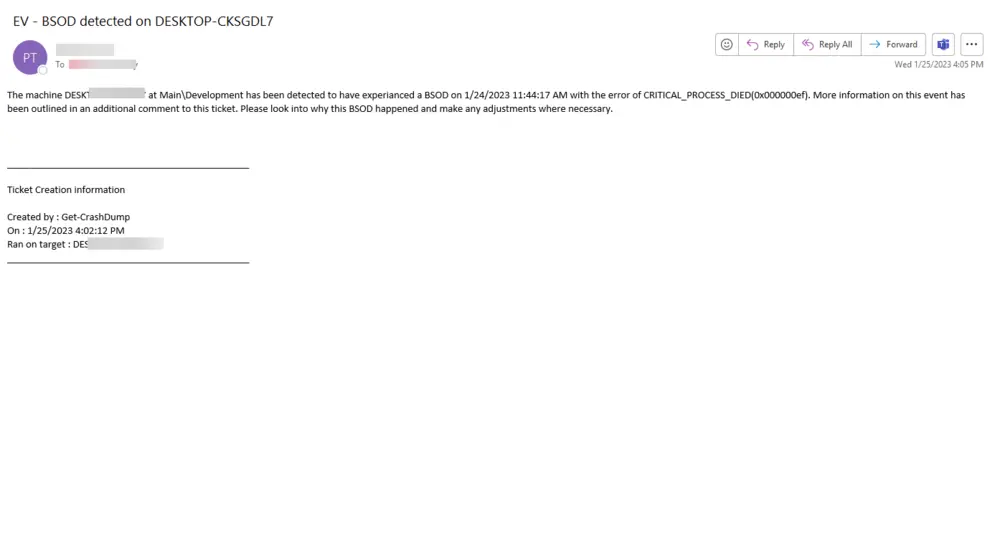 EV - BSOD detected on DESKTOP-CKSGDL7
PT
To
Reply
Reply All
Forward
Wed 1/25/2023 4:05 PM
The machine DESKT at Main\Development has been detected to have experianced a BSOD on 1/24/2023 11:44:17 AM with the error of CRITICAL_PROCESS_DIED(0x000000ef). More information on this event has
been outlined in an additional comment to this ticket. Please look into why this BSOD happened and make any adjustments where necessary.
Ticket Creation information
Created by : Get-CrashDump
On : 1/25/2023 4:02:12 PM
Ran on target : DES